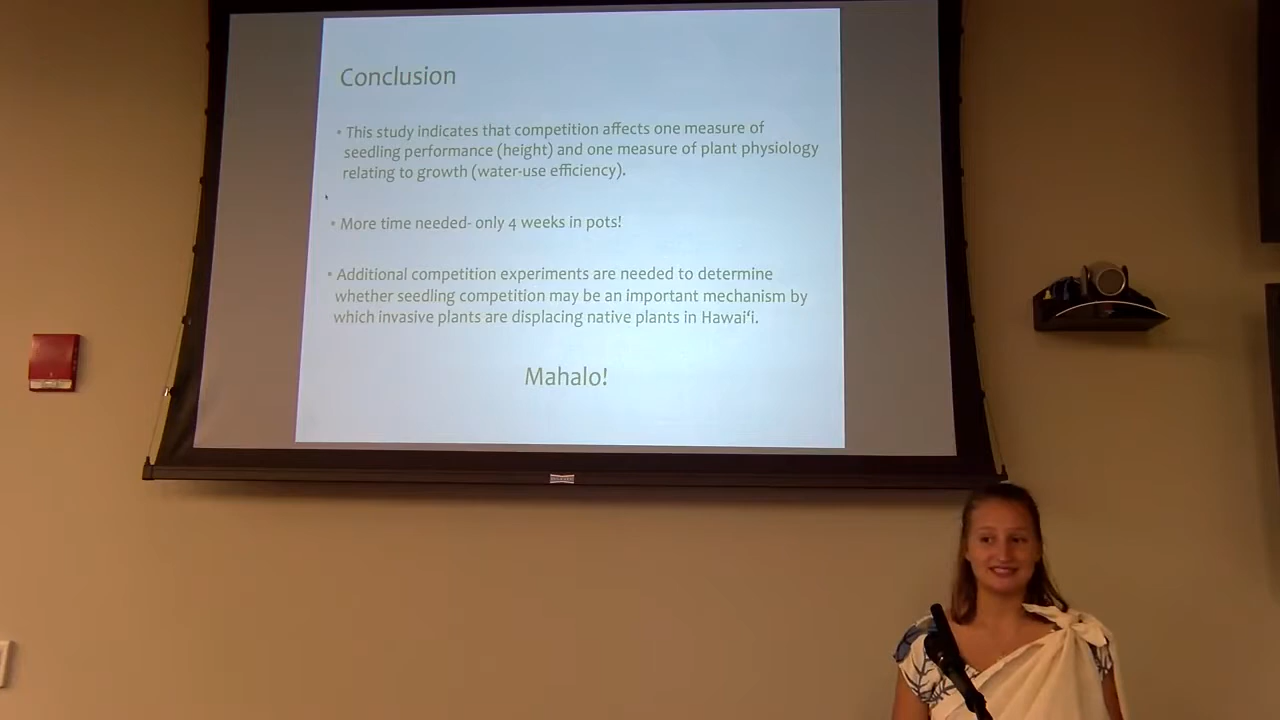 Conclusion
• This study indicates that competition affects one measure of
seedling performance (height) and one measure of plant physiology
relating to growth (water-use efficiency).
• More time needed- only 4 weeks in pots!
• Additional competition experiments are needed to determine
whether seedling competition may be an important mechanism by
which invasive plants are displacing native plants in Hawaiʻi.
Mahalo!